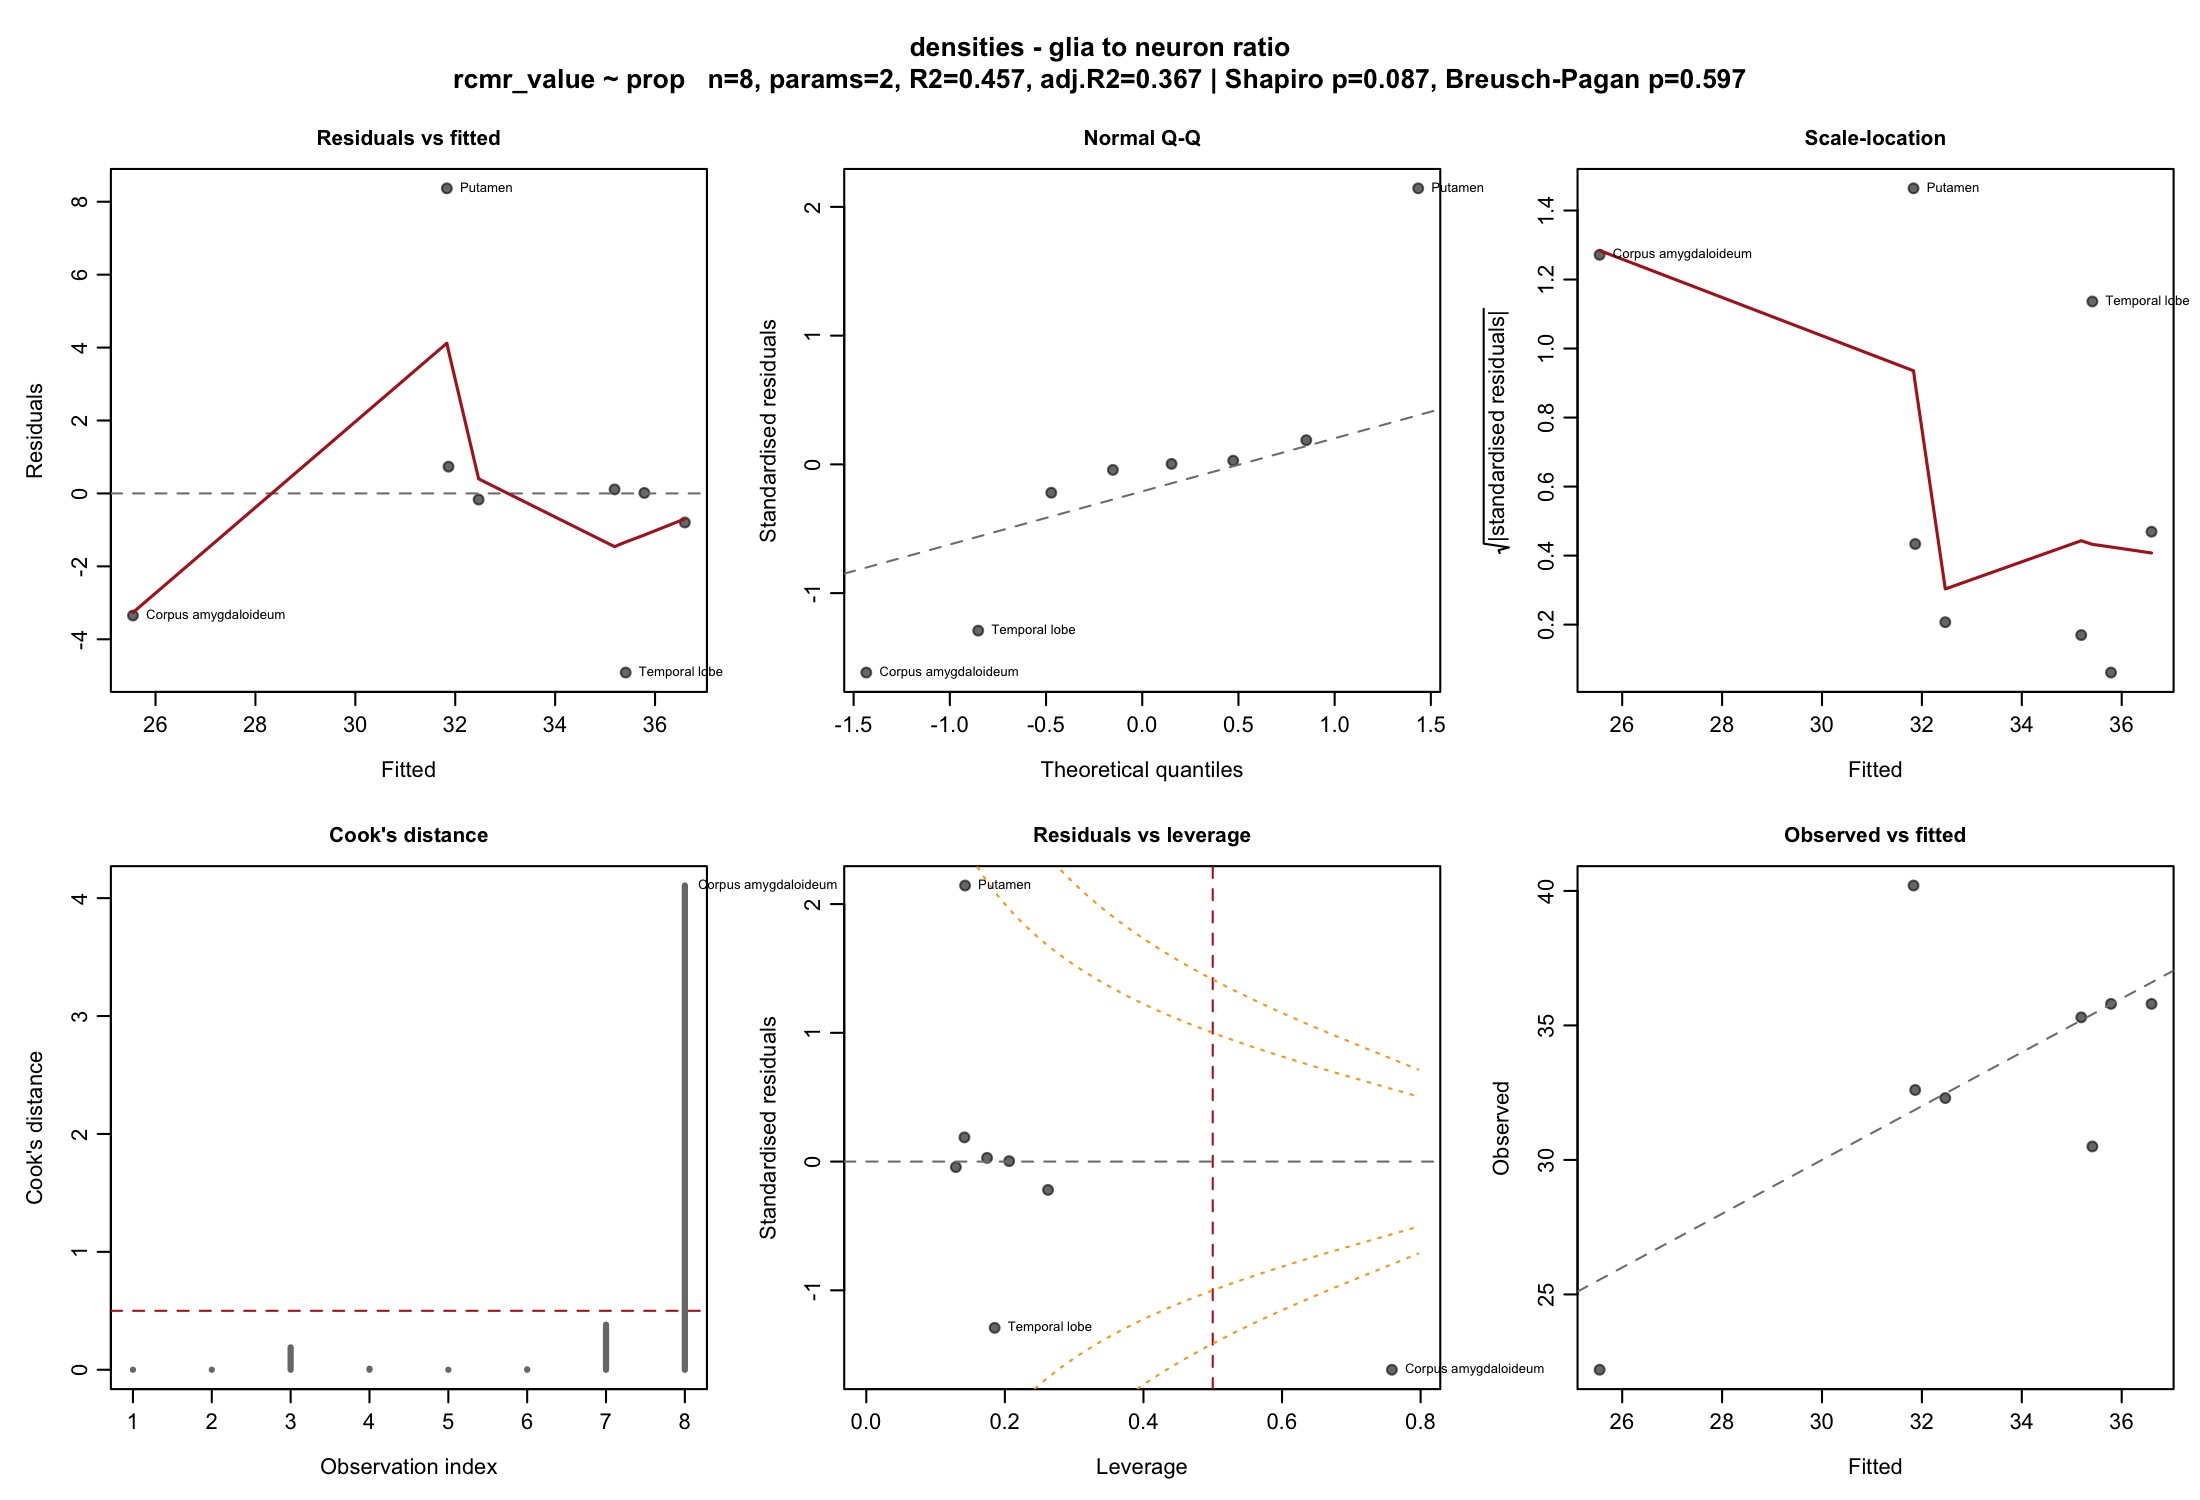 densities - glia to neuron ratio
rcmr_value ~ prop   n=8, params=2, R2=0.457, adj.R2=0.367 | Shapiro p=0.087, Breusch-Pagan p=0.597
Residuals vs fitted
Residuals
8
6
4
2
0
-2
-4
Putamen
Corpus amygdaloideum
Temporal lobe
26 28 30 32 34 36
Fitted
Normal Q-Q
Standardised residuals
2
1
0
-1
Putamen
Temporal lobe
Corpus amygdaloideum
-1.5 -1.0 -0.5 0.0 0.5 1.0 1.5
Theoretical quantiles
Scale-location
√|standardised residuals|
1.4
1.2
1.0
0.8
0.6
0.4
0.2
Putamen
Corpus amygdaloideum
Temporal lobe
26 28 30 32 34 36
Fitted
Cook's distance
Cook's distance
4
3
2
1
0
Corpus amygdaloideum
1 2 3 4 5 6 7 8
Observation index
Residuals vs leverage
Standardised residuals
2
1
0
-1
Putamen
Temporal lobe
Corpus amygdaloideum
0.0 0.2 0.4 0.6 0.8
Leverage
Observed vs fitted
Observed
40
35
30
25
26 28 30 32 34 36
Fitted